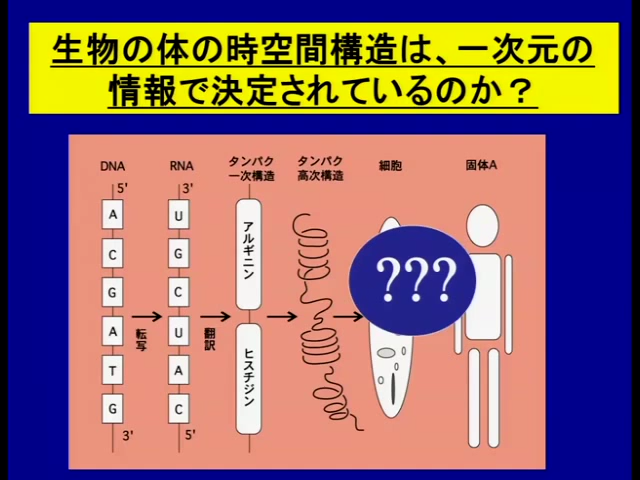 生物の体の時空間構造は、一次元の
情報で決定されているのか？
DNA
RNA
タンパク
一次構造
タンパク
高次構造
細胞
固体A
5'
3'
A
C
G
A
T
G
3'
U
G
C
U
A
C
5'
転写
翻訳
アルギニン
ヒスチジン
???